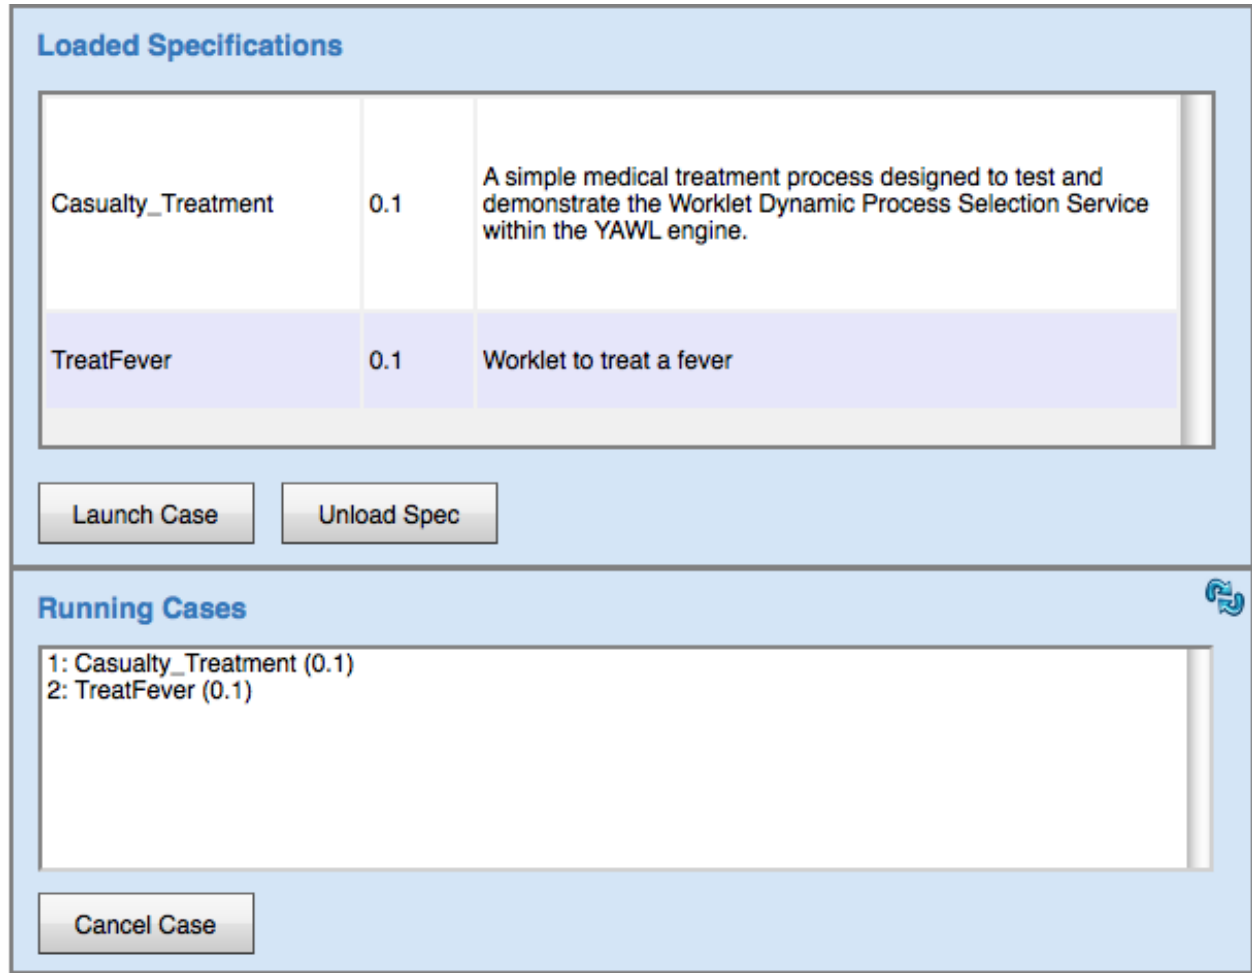 Loaded Specifications
Casualty_Treatment
0.1
A simple medical treatment process designed to test and
demonstrate the Worklet Dynamic Process Selection Service
within the YAWL engine.
TreatFever
0.1
Worklet to treat a fever
Launch Case
Unload Spec
Running Cases
1: Casualty_Treatment (0.1)
2: TreatFever (0.1)
Cancel Case